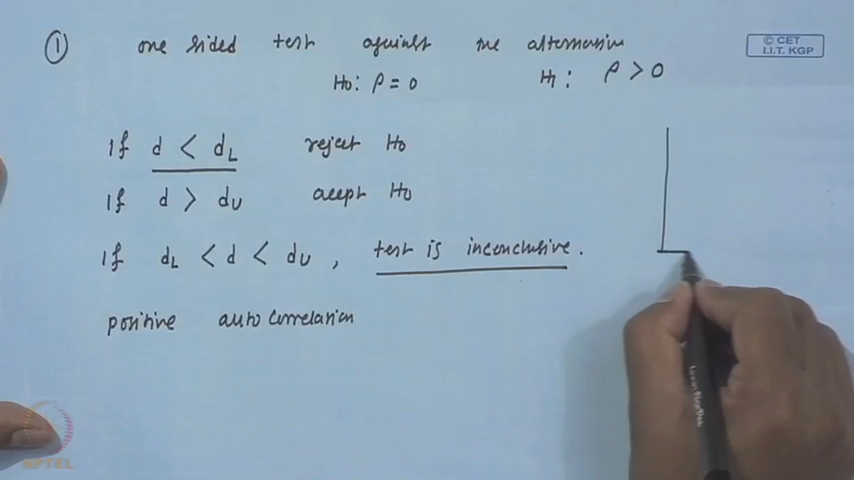 ① one sided test against the alternative
© CET
I.I.T. KGP
H0: ρ = 0 H1: ρ > 0
If d < dL reject H0
If d > dU accept H0
If dL < d < dU , test is inconclusive.
positive autocorrelation
NPTEL